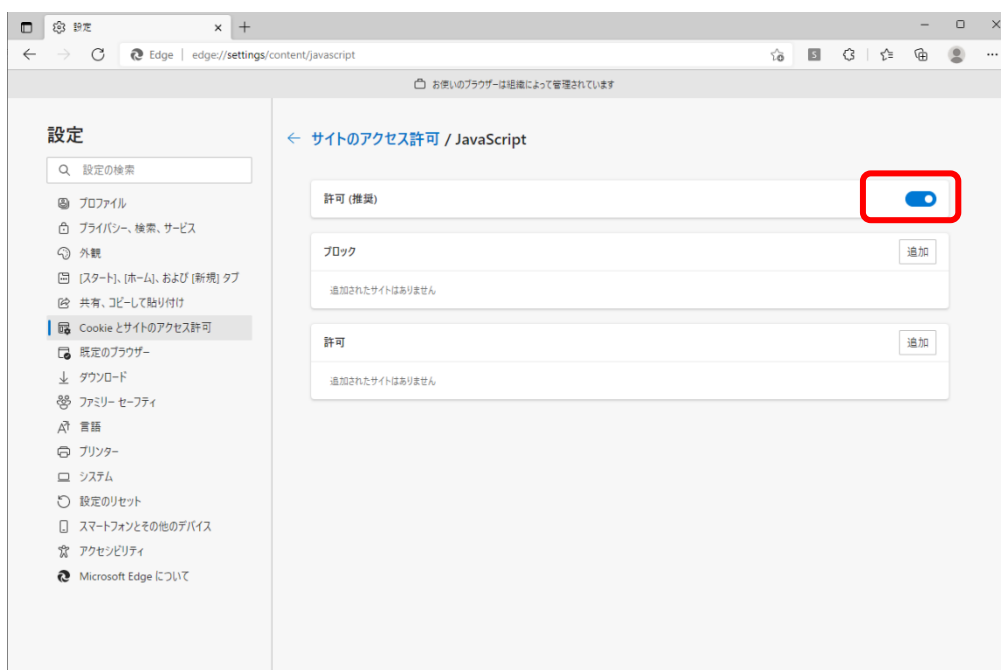 設定
Edge | edge://settings/content/javascript
5
お使いのブラウザーは組織によって管理されています
設定
設定の検索
プロファイル
プライバシー、検索、サービス
外観
[スタート]、[ホーム]、および [新規] タブ
共有、コピーして貼り付け
Cookie とサイトのアクセス許可
既定のブラウザー
ダウンロード
ファミリー セーフティ
言語
プリンター
システム
設定のリセット
スマートフォンとその他のデバイス
アクセシビリティ
Microsoft Edge について
サイトのアクセス許可 / JavaScript
許可 (推奨)
ブロック
追加
追加されたサイトはありません
許可
追加
追加されたサイトはありません